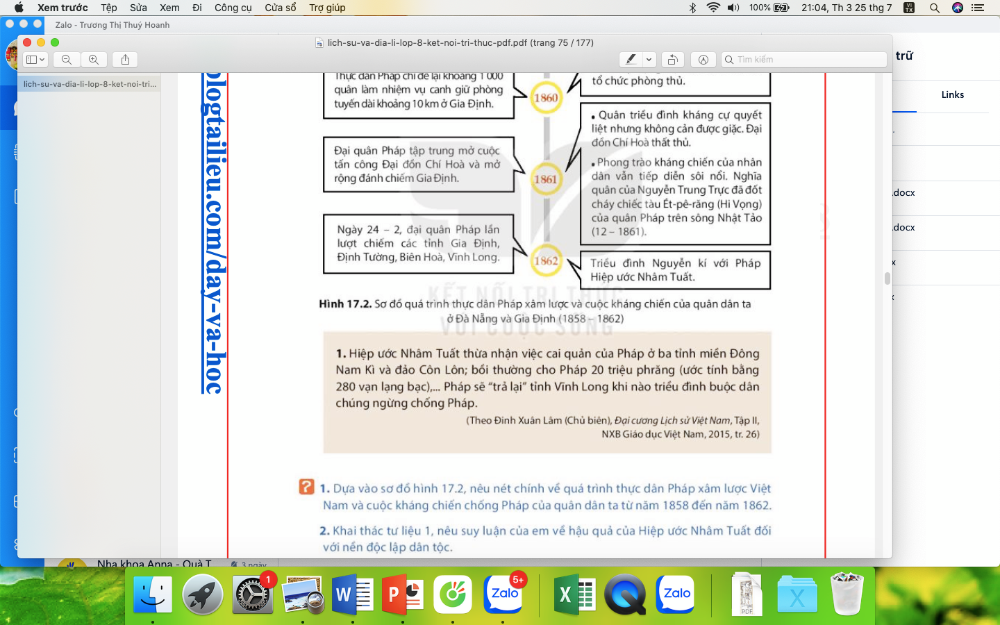 Xem trước Tệp Sửa Xem Đi Công cụ Cửa sổ Trợ giúp
100%
21:04, Th 3 25 thg 7
VI
TX
Zalo - Trương Thị Thuý Hoanh
lich-su-va-dia-li-lop-8-ket-noi-tri-thuc-pdf.pdf (trang 75 / 177)
Tìm kiếm
lich-su-va-dia-li-lop-8-ket-noi-tri...
blogtailieu.com/day-va-hoc
Thực dân Pháp chỉ để lại khoảng 1 000
quân làm nhiệm vụ canh giữ phòng
tuyến dài khoảng 10 km ở Gia Định.
1860
tổ chức phòng thủ.
• Quân triều đình kháng cự quyết
liệt nhưng không cản được giặc. Đại
đồn Chí Hoà thất thủ.
• Phong trào kháng chiến của nhân
dân vẫn tiếp diễn sôi nổi. Nghĩa
quân của Nguyễn Trung Trực đã đốt
cháy chiếc tàu Ét-pê-răng (Hi Vọng)
của quân Pháp trên sông Nhật Tảo
(12 – 1861).
Đại quân Pháp tập trung mở cuộc
tấn công Đại đồn Chí Hoà và mở
rộng đánh chiếm Gia Định.
1861
Ngày 24 – 2, đại quân Pháp lần
lượt chiếm các tỉnh Gia Định,
Định Tường, Biên Hoà, Vĩnh Long.
1862
Triều đình Nguyễn kí với Pháp
Hiệp ước Nhâm Tuất.
KẾT NỐI TRI THỨC
VỚI CUỘC SỐNG
Hình 17.2. Sơ đồ quá trình thực dân Pháp xâm lược và cuộc kháng chiến của quân dân ta
ở Đà Nẵng và Gia Định (1858 – 1862)
1. Hiệp ước Nhâm Tuất thừa nhận việc cai quản của Pháp ở ba tỉnh miền Đông
Nam Kì và đảo Côn Lôn; bồi thường cho Pháp 20 triệu phrăng (ước tính bằng
280 vạn lạng bạc),... Pháp sẽ “trả lại” tỉnh Vĩnh Long khi nào triều đình buộc dân
chúng ngừng chống Pháp.
(Theo Đinh Xuân Lâm (Chủ biên), Đại cương Lịch sử Việt Nam, Tập II,
NXB Giáo dục Việt Nam, 2015, tr. 26)
?
1. Dựa vào sơ đồ hình 17.2, nêu nét chính về quá trình thực dân Pháp xâm lược Việt
Nam và cuộc kháng chiến chống Pháp của quân dân ta từ năm 1858 đến năm 1862.
2. Khai thác tư liệu 1, nêu suy luận của em về hậu quả của Hiệp ước Nhâm Tuất đối
với nền độc lập dân tộc.
trữ
Links
.docx
.docx
x
Nha khoa Anna - Quà T...
3 ngày
1
W
P
5+
Zalo
X
Zalo
PDF
X